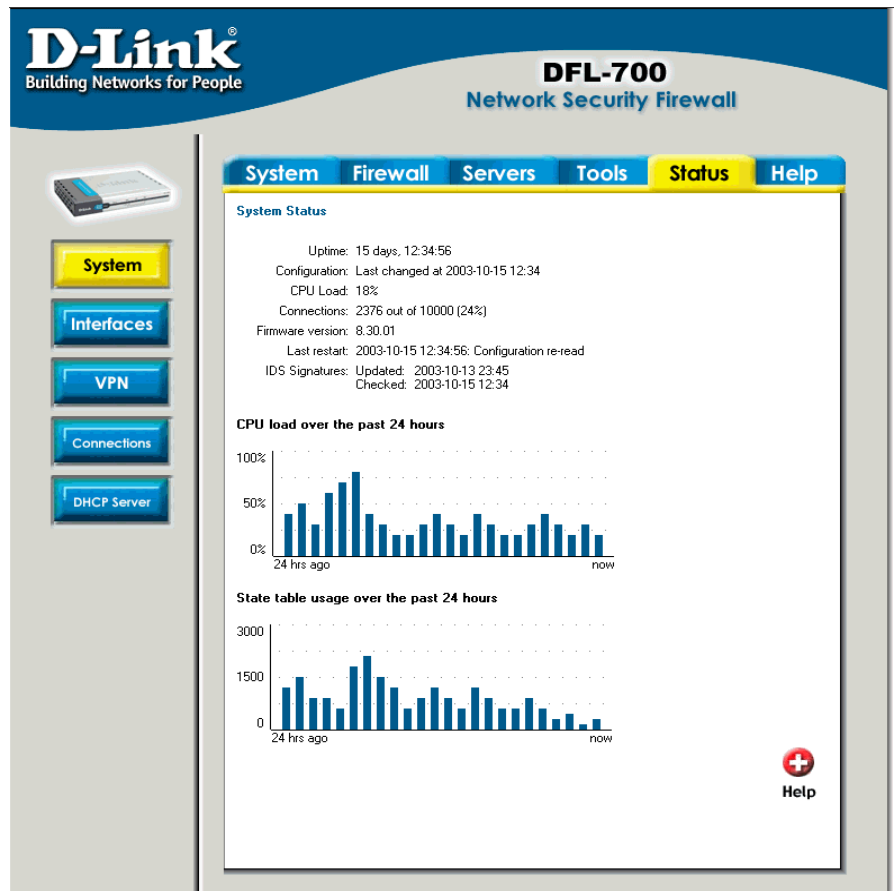 D-Link®
Building Networks for People
DFL-700
Network Security Firewall
System Firewall Servers Tools Status Help
System
Interfaces
VPN
Connections
DHCP Server
System Status
Uptime: 15 days, 12:34:56
Configuration: Last changed at 2003-10-15 12:34
CPU Load: 18%
Connections: 2376 out of 10000 (24%)
Firmware version: 8.30.01
Last restart: 2003-10-15 12:34:56: Configuration re-read
IDS Signatures: Updated: 2003-10-13 23:45
Checked: 2003-10-15 12:34
CPU load over the past 24 hours
100%
50%
0%
24 hrs ago now
State table usage over the past 24 hours
3000
1500
0
24 hrs ago now
Help